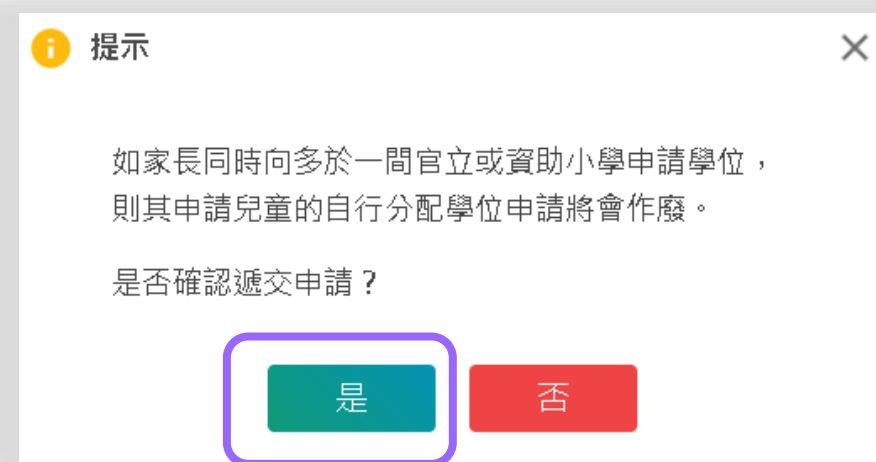 提示
如家長同時向多於一間官立或資助小學申請學位，
則其申請兒童的自行分配學位申請將會作廢。
是否確認遞交申請？
是
否